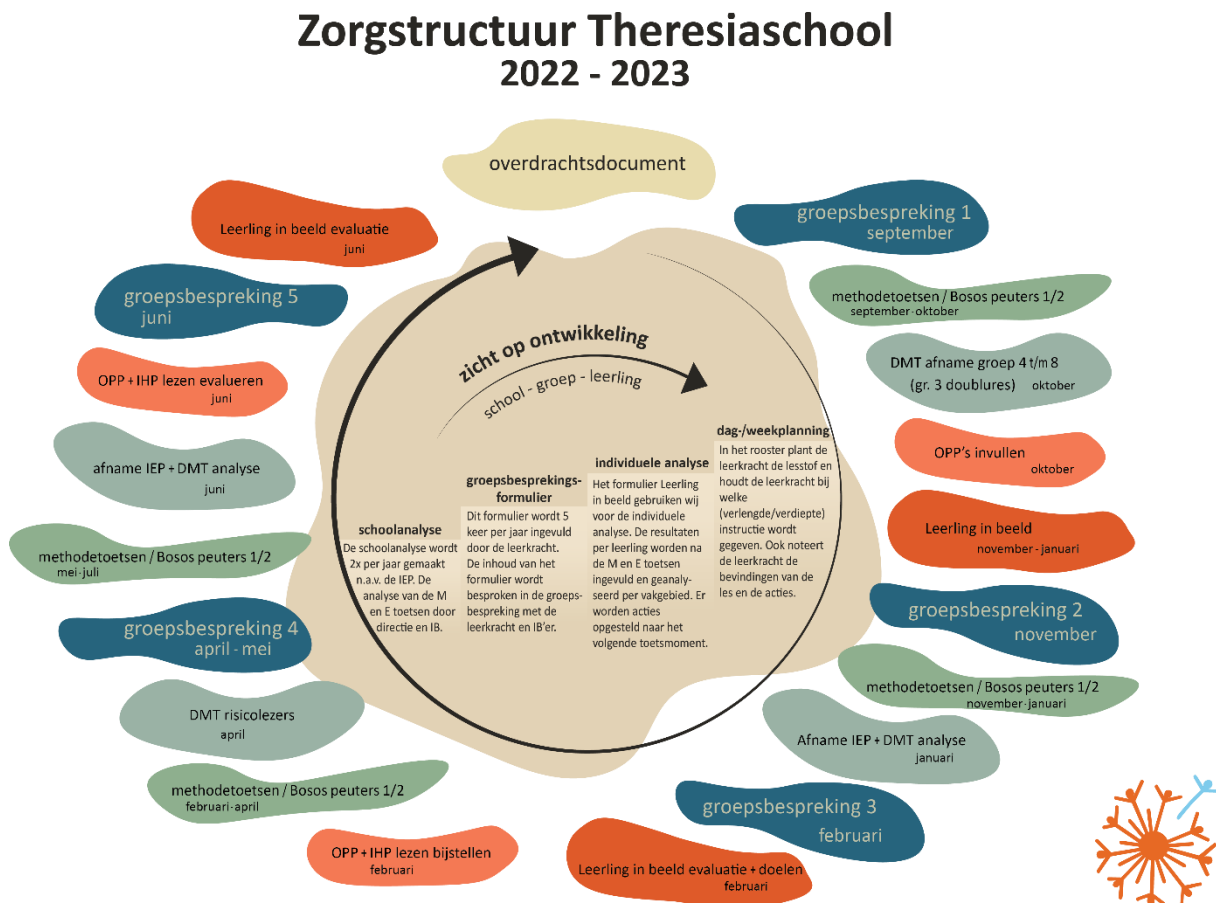 Zorgstructuur Theresiaschool
2022 - 2023
overdrachtsdocument
groepsbespreking 1
september
methodetoetsen / Bosos peuters 1/2
september-oktober
DMT afname groep 4 t/m 8
(gr. 3 doublures) oktober
OPP's invullen
oktober
Leerling in beeld
november - januari
groepsbespreking 2
november
methodetoetsen / Bosos peuters 1/2
november-januari
Afname IEP + DMT analyse
januari
groepsbespreking 3
februari
Leerling in beeld evaluatie + doelen
februari
OPP + IHP lezen bijstellen
februari
methodetoetsen / Bosos peuters 1/2
februari-april
DMT risicolezers
april
groepsbespreking 4
april - mei
methodetoetsen / Bosos peuters 1/2
mei-juli
afname IEP + DMT analyse
juni
OPP + IHP lezen evalueren
juni
groepsbespreking 5
juni
Leerling in beeld evaluatie
juni
zicht op ontwikkeling
school - groep - leerling
schoolanalyse
De schoolanalyse wordt
2x per jaar gemaakt
n.a.v. de IEP. De
analyse van de M
en E toetsen door
directie en IB.
groepsbesprekings-
formulier
Dit formulier wordt 5
keer per jaar ingevuld
door de leerkracht.
De inhoud van het
formulier wordt
besproken in de groeps-
bespreking met de
leerkracht en IB'er.
individuele analyse
Het formulier Leerling
in beeld gebruiken wij
voor de individuele
analyse. De resultaten
per leerling worden na
de M en E toetsen
ingevuld en geanaly-
seerd per vakgebied. Er
worden acties
opgesteld naar het
volgende toetsmoment.
dag-/weekplanning
In het rooster plant de
leerkracht de lesstof en
houdt de leerkracht bij
welke
(verlengde/verdiepte)
instructie wordt
gegeven. Ook noteert
de leerkracht de
bevindingen van de
les en de acties.